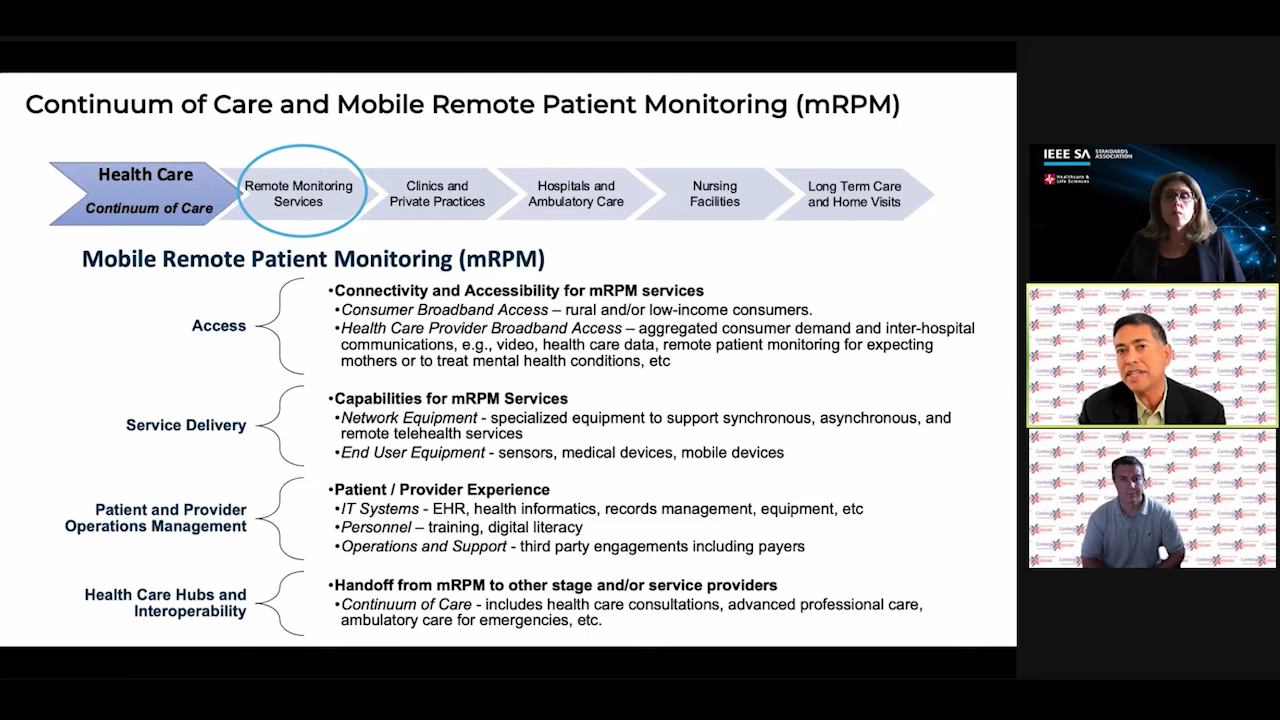 Continuum of Care and Mobile Remote Patient Monitoring (mRPM)
Health Care
Continuum of Care
Remote Monitoring
Services
Clinics and
Private Practices
Hospitals and
Ambulatory Care
Nursing
Facilities
Long Term Care
and Home Visits
Mobile Remote Patient Monitoring (mRPM)
Access
•Connectivity and Accessibility for mRPM services
•Consumer Broadband Access – rural and/or low-income consumers.
•Health Care Provider Broadband Access – aggregated consumer demand and inter-hospital
communications, e.g., video, health care data, remote patient monitoring for expecting
mothers or to treat mental health conditions, etc
Service Delivery
•Capabilities for mRPM Services
•Network Equipment - specialized equipment to support synchronous, asynchronous, and
remote telehealth services
•End User Equipment - sensors, medical devices, mobile devices
Patient and Provider
Operations Management
•Patient / Provider Experience
•IT Systems - EHR, health informatics, records management, equipment, etc
•Personnel – training, digital literacy
•Operations and Support - third party engagements including payers
Health Care Hubs and
Interoperability
•Handoff from mRPM to other stage and/or service providers
•Continuum of Care - includes health care consultations, advanced professional care,
ambulatory care for emergencies, etc.
IEEE SA STANDARDS
ASSOCIATION
Healthcare &
Life Sciences